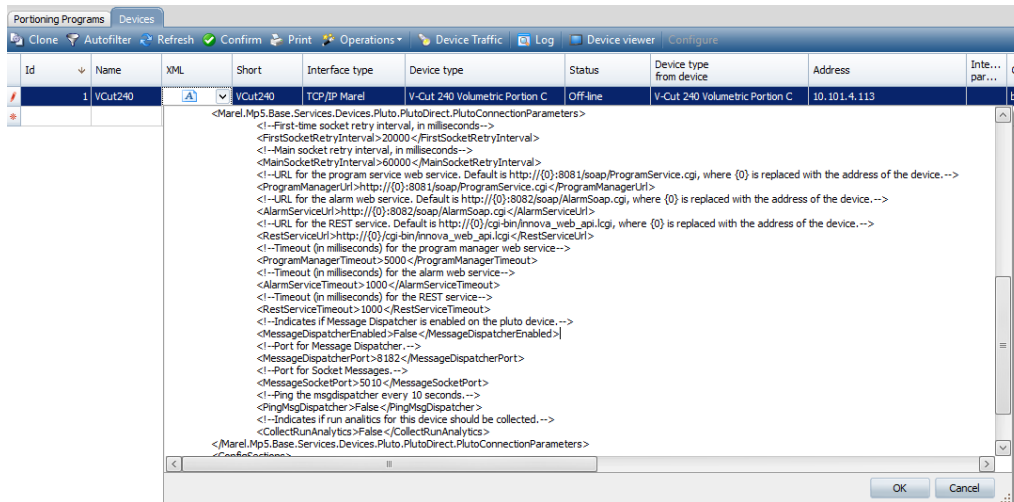 Portioning Programs Devices
Clone Autofilter Refresh Confirm Print Operations Device Traffic Log Device viewer Configure
Id Name XML Short Interface type Device type Status Device type from device Inte... par... Address
1 VCut240 A VCut240 TCP/IP Marel V-Cut 240 Volumetric Portion C Off-line V-Cut 240 Volumetric Portion C 10.101.4.113
<Marel.Mp5.Base.Services.Devices.Pluto.PlutoDirect.PlutoConnectionParameters>
<!--First-time socket retry interval, in milliseconds-->
<FirstSocketRetryInterval>20000</FirstSocketRetryInterval>
<!--Main socket retry interval, in milliseconds-->
<MainSocketRetryInterval>60000</MainSocketRetryInterval>
<!--URL for the program service web service. Default is http://{0}:8081/soap/ProgramService.cgi, where {0} is replaced with the address of the device.-->
<ProgramManagerUrl>http://{0}:8081/soap/ProgramService.cgi</ProgramManagerUrl>
<!--URL for the alarm web service. Default is http://{0}:8082/soap/AlarmSoap.cgi, where {0} is replaced with the address of the device.-->
<AlarmServiceUrl>http://{0}:8082/soap/AlarmSoap.cgi</AlarmServiceUrl>
<!--URL for the REST service. Default is http://{0}/cgi-bin/innova_web_api.lcgi, where {0} is replaced with the address of the device.-->
<RestServiceUrl>http://{0}/cgi-bin/innova_web_api.lcgi</RestServiceUrl>
<!--Timeout (in milliseconds) for the program manager web service-->
<ProgramManagerTimeout>5000</ProgramManagerTimeout>
<!--Timeout (in milliseconds) for the alarm web service-->
<AlarmServiceTimeout>1000</AlarmServiceTimeout>
<!--Timeout (in milliseconds) for the REST service-->
<RestServiceTimeout>1000</RestServiceTimeout>
<!--Indicates if Message Dispatcher is enabled on the pluto device.-->
<MessageDispatcherEnabled>False</MessageDispatcherEnabled>
<!--Port for Message Dispatcher.-->
<MessageDispatcherPort>8182</MessageDispatcherPort>
<!--Port for Socket Messages.-->
<MessageSocketPort>5010</MessageSocketPort>
<!--Ping the msgdispatcher every 10 seconds.-->
<PingMsgDispatcher>False</PingMsgDispatcher>
<!--Indicates if run analitics for this device should be collected.-->
<CollectRunAnalytics>False</CollectRunAnalytics>
</Marel.Mp5.Base.Services.Devices.Pluto.PlutoDirect.PlutoConnectionParameters>
<ConfigSections>
OK Cancel